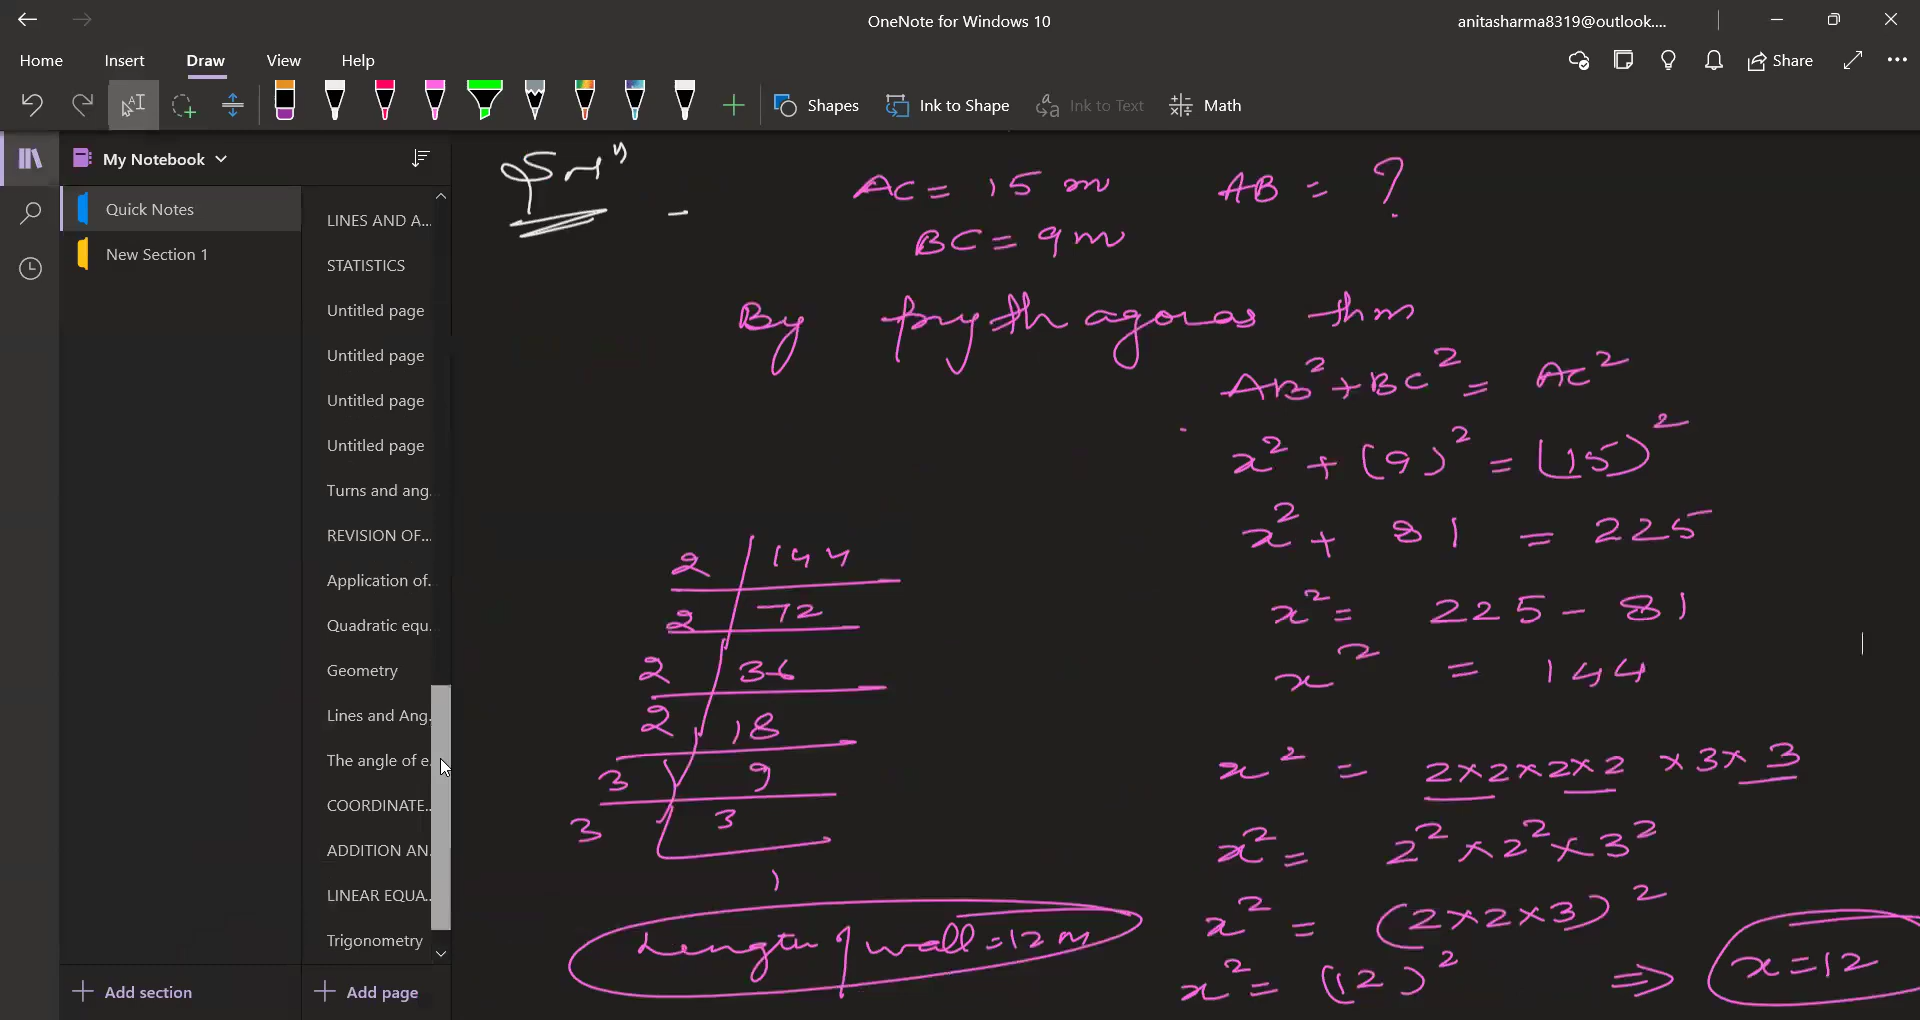 OneNote for Windows 10
anitasharma8319@outlook....
Home Insert Draw View Help
Share
Shapes Ink to Shape Ink to Text Math
My Notebook
Quick Notes
New Section 1
LINES AND A...
STATISTICS
Untitled page
Untitled page
Untitled page
Untitled page
Turns and ang.
REVISION OF...
Application of.
Quadratic equ.
Geometry
Lines and Ang.
The angle of e.
COORDINATE..
ADDITION AN.
LINEAR EQUA..
Trigonometry
Add section
Add page
AC = 15 m AB = ?
BC = 9 m
By pythagoras thm
AB² + BC² = AC²
x² + (9)² = (15)²
x² + 81 = 225
x² = 225 - 81
x² = 144
x² = 2×2×2×2 ×3×3
x² = 2² × 2² × 3²
x² = (2×2×3)²
x² = (12)² ⇒ x=12
2 144
2 72
2 36
2 18
3 9
3 3
1
Length of wall = 12 m